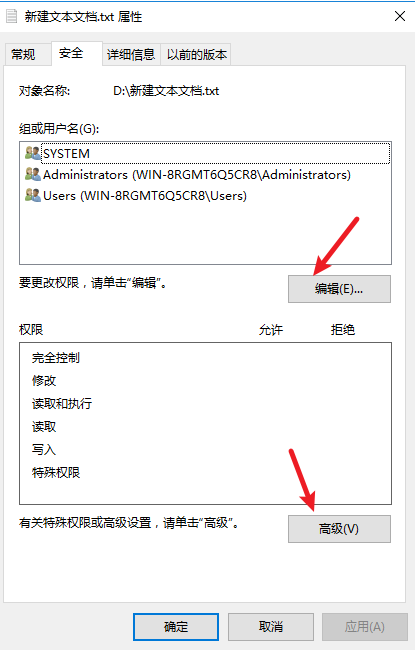 新建文本文档.txt 属性
常规 安全 详细信息 以前的版本
对象名称: D:\新建文本文档.txt
组或用户名(G):
SYSTEM
Administrators (WIN-8RGMT6Q5CR8\Administrators)
Users (WIN-8RGMT6Q5CR8\Users)
要更改权限，请单击“编辑”。
编辑(E)...
权限 允许 拒绝
完全控制
修改
读取和执行
读取
写入
特殊权限
有关特殊权限或高级设置，请单击“高级”。
高级(V)
确定 取消 应用(A)